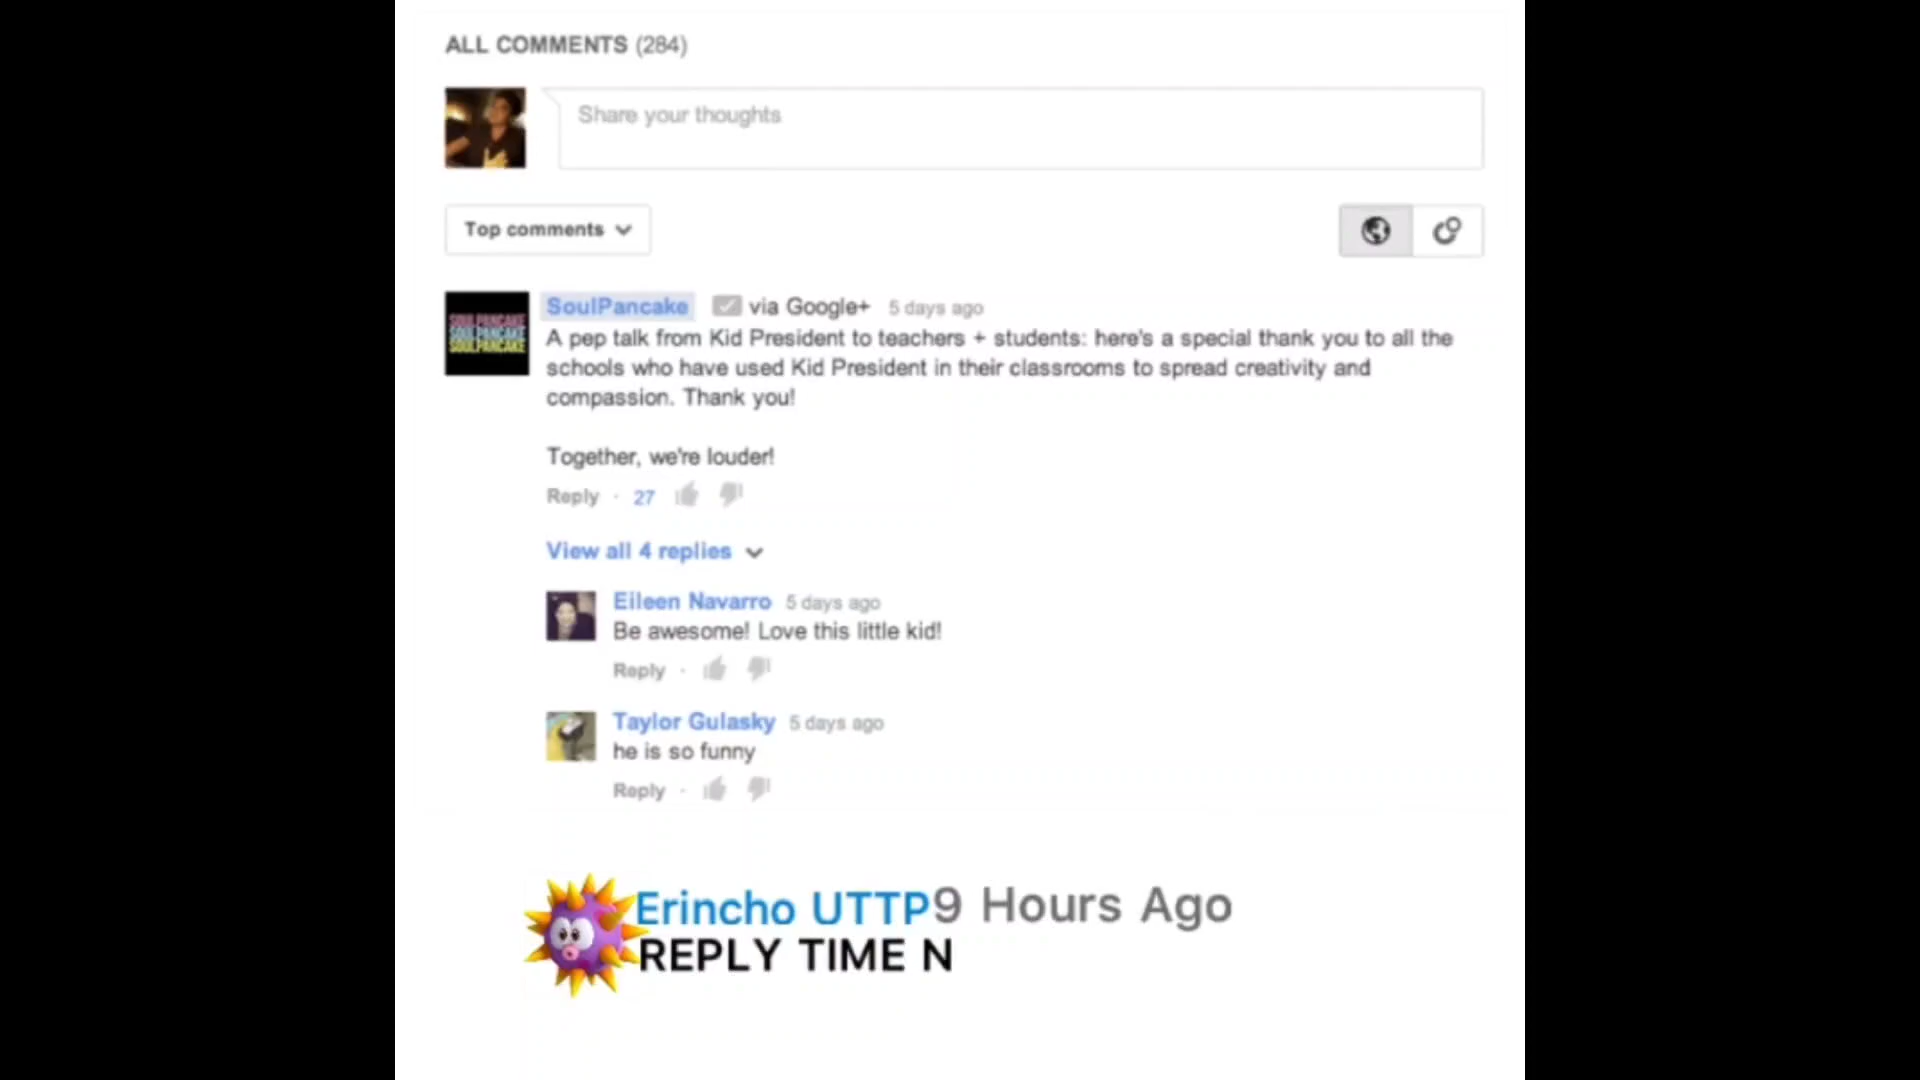 ALL COMMENTS (284)
Share your thoughts
Top comments
SoulPancake via Google+ 5 days ago
SOULPANCAKE
SOULPANCAKE
SOULPANCAKE
A pep talk from Kid President to teachers + students: here's a special thank you to all the
schools who have used Kid President in their classrooms to spread creativity and
compassion. Thank you!
Together, we're louder!
Reply · 27
View all 4 replies
Eileen Navarro 5 days ago
Be awesome! Love this little kid!
Reply ·
Taylor Gulasky 5 days ago
he is so funny
Reply ·
Erincho UTTP9 Hours Ago
REPLY TIME N